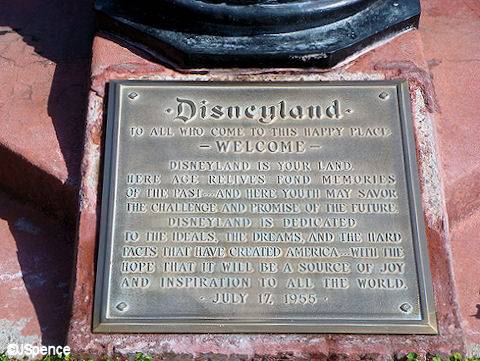 Disneyland
TO ALL WHO COME TO THIS HAPPY PLACE
– WELCOME –
DISNEYLAND IS YOUR LAND.
HERE AGE RELIVES FOND MEMORIES
OF THE PAST---AND HERE YOUTH MAY SAVOR
THE CHALLENGE AND PROMISE OF THE FUTURE.
DISNEYLAND IS DEDICATED
TO THE IDEALS, THE DREAMS, AND THE HARD
FACTS THAT HAVE CREATED AMERICA---WITH THE
HOPE THAT IT WILL BE A SOURCE OF JOY
AND INSPIRATION TO ALL THE WORLD.
· JULY 17, 1955 ·
©JSpence